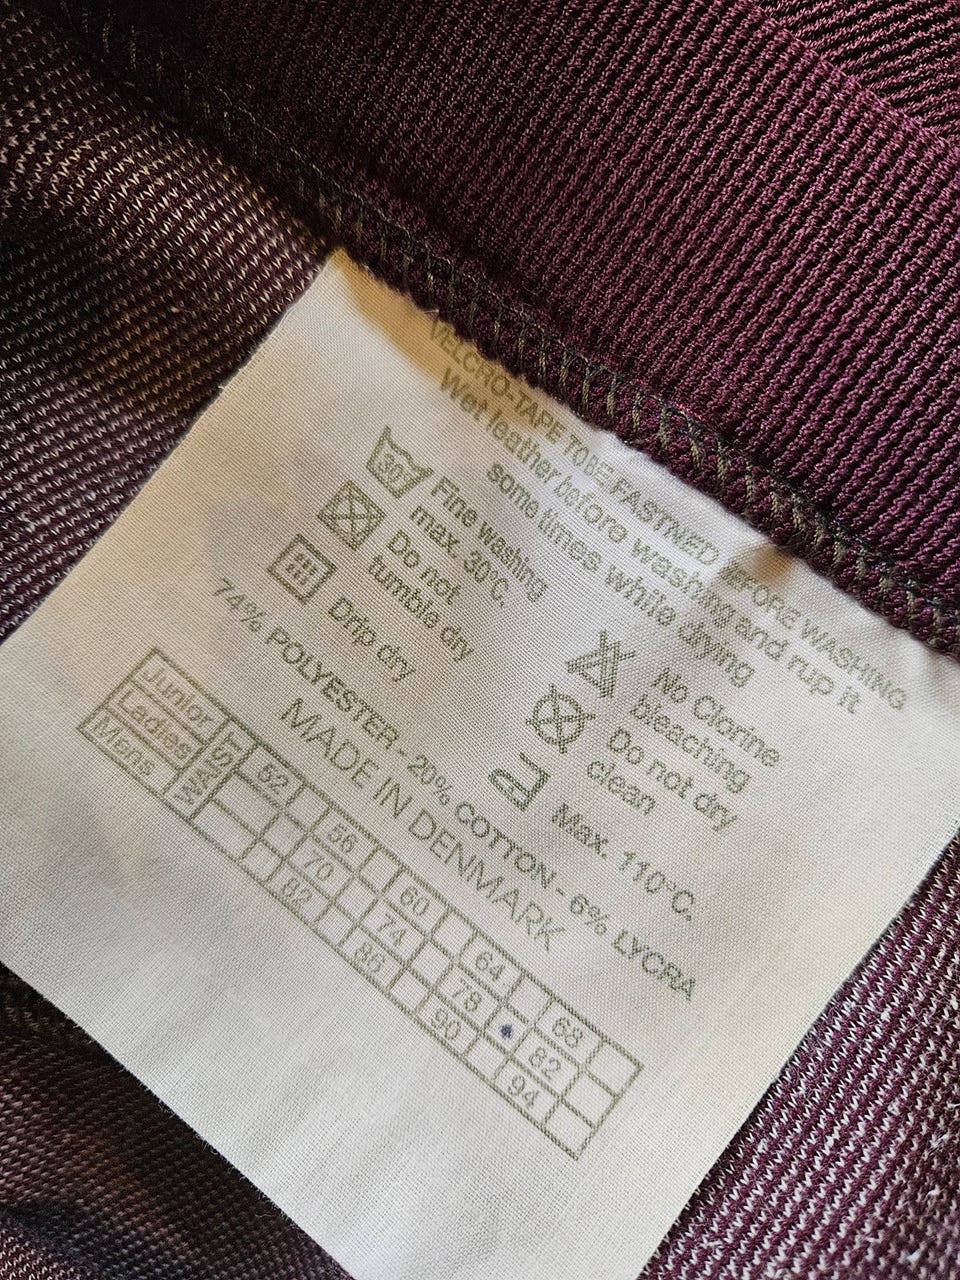 VELCRO-TAPE TO BE FASTNED BEFORE WASHING
Wet leather before washing and rup it
some times while drying
30°
Fine washing
max. 30°C.
Do not
tumble dry
Drip dry
No Clorine
bleaching
Do not dry
clean
Max. 110°C.
74% POLYESTER - 20% COTTON - 6% LYCRA
MADE IN DENMARK
Junior 52 56 60 64 68
Ladies WAIST 70 74 78 82
Mens 82 86 90 94